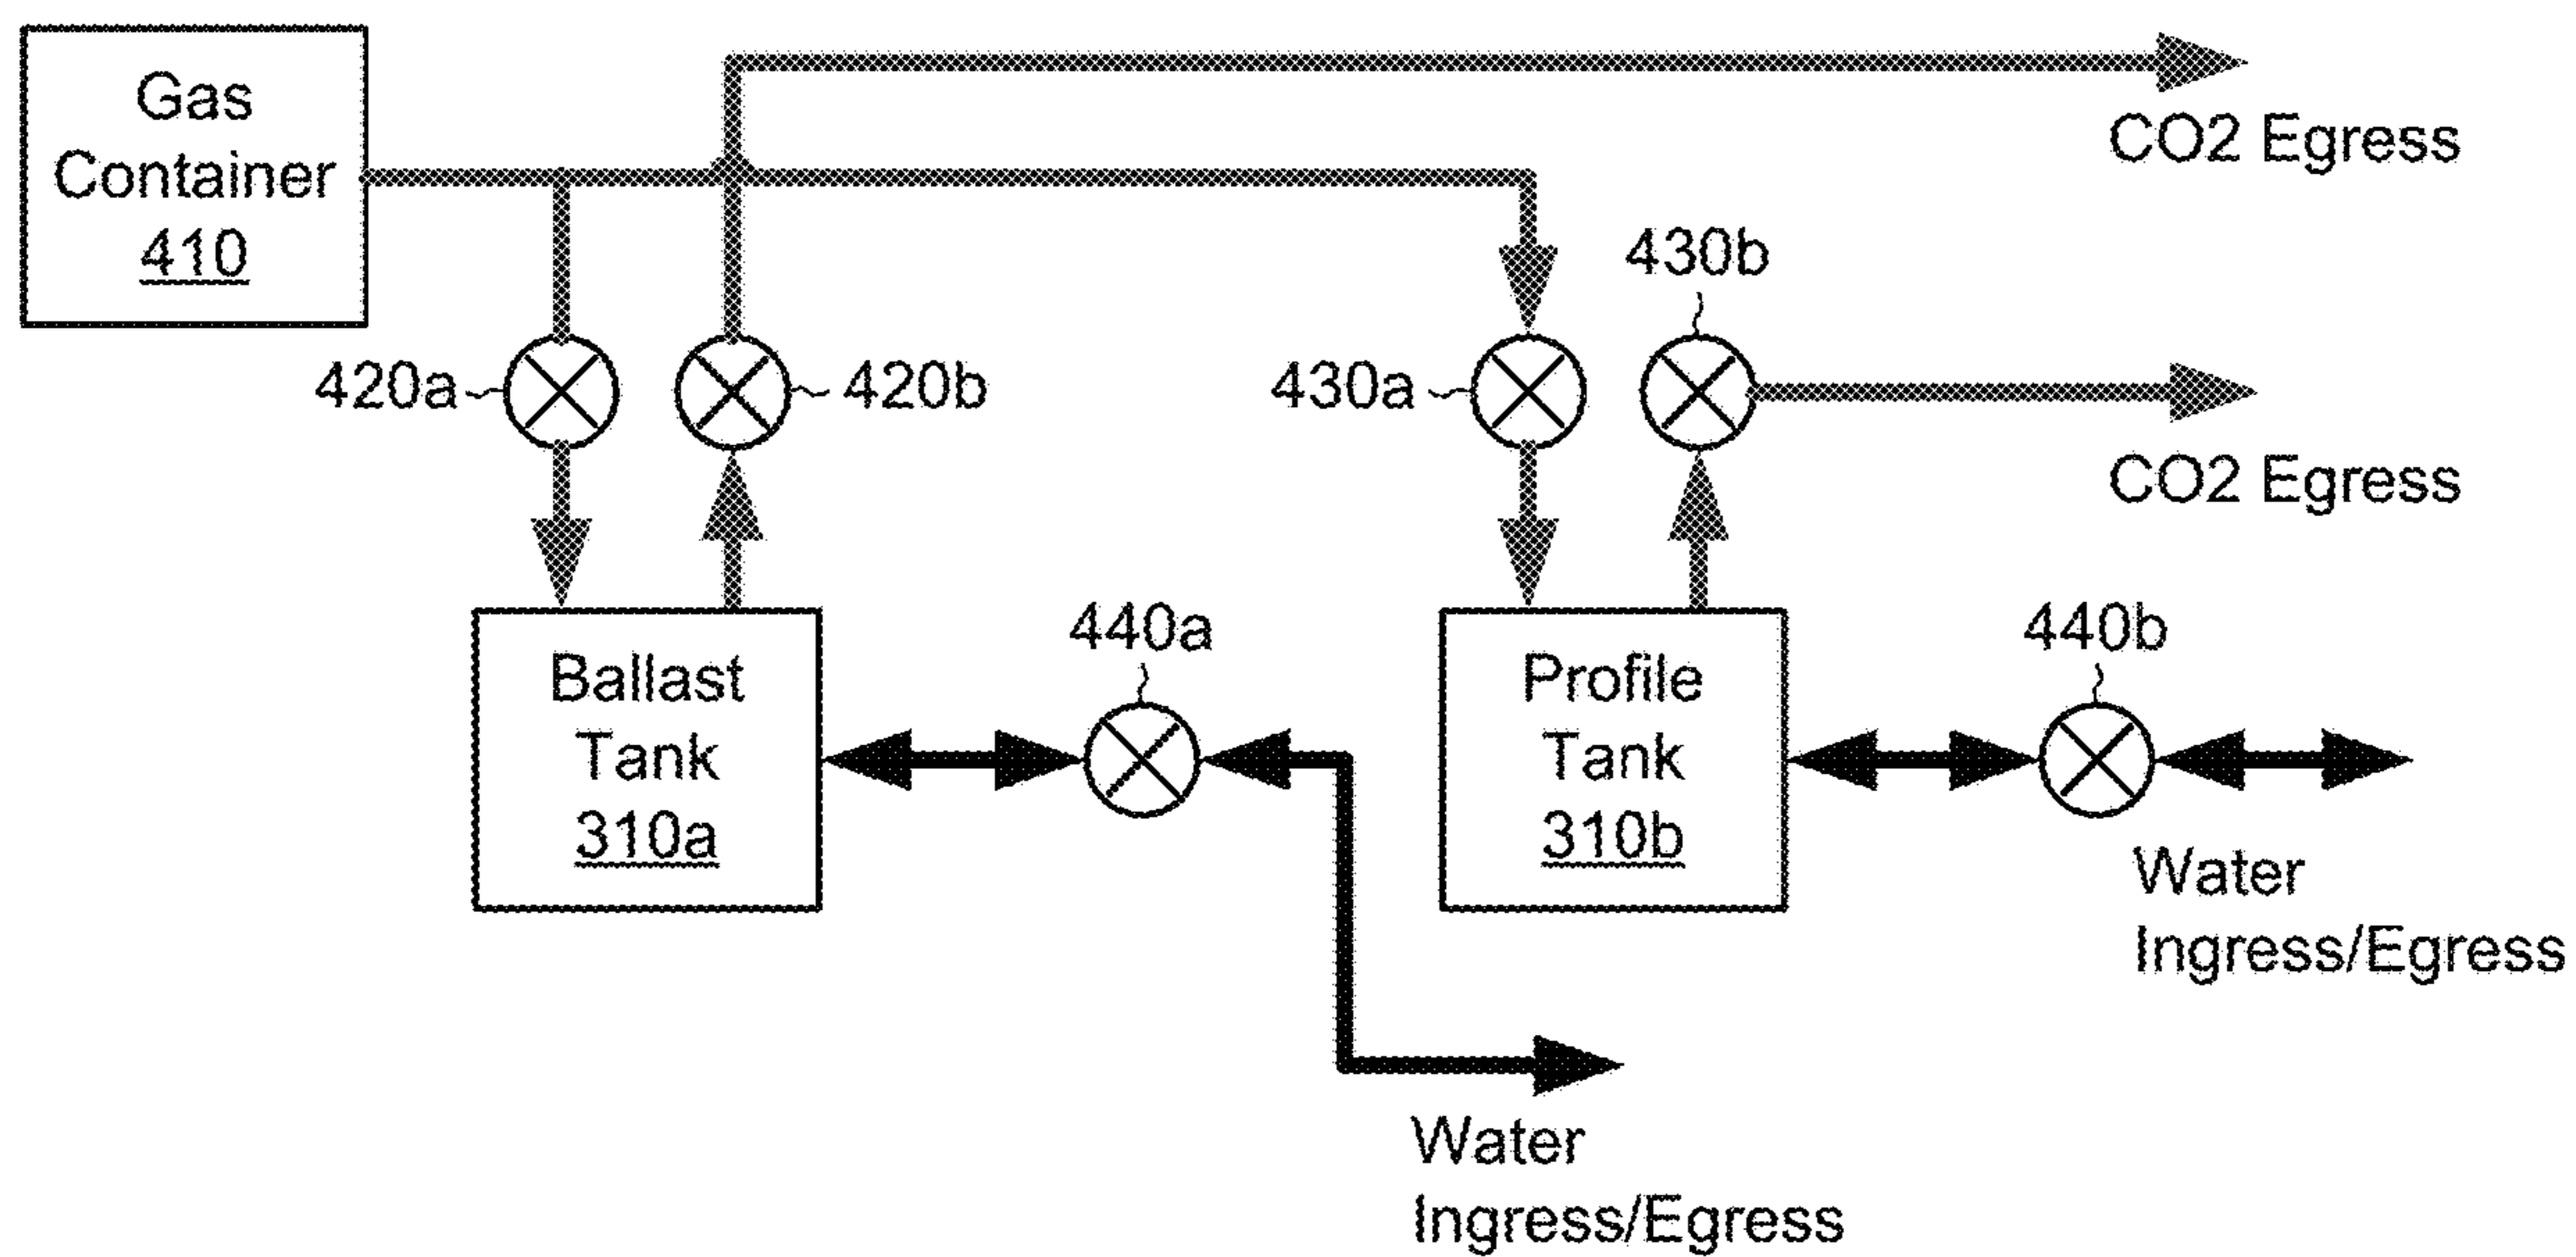 Gas
Container
410
CO2 Egress
430b
420a
420b
430a
CO2 Egress
440a
440b
Ballast
Tank
310a
Profile
Tank
310b
Water
Ingress/Egress
Water
Ingress/Egress